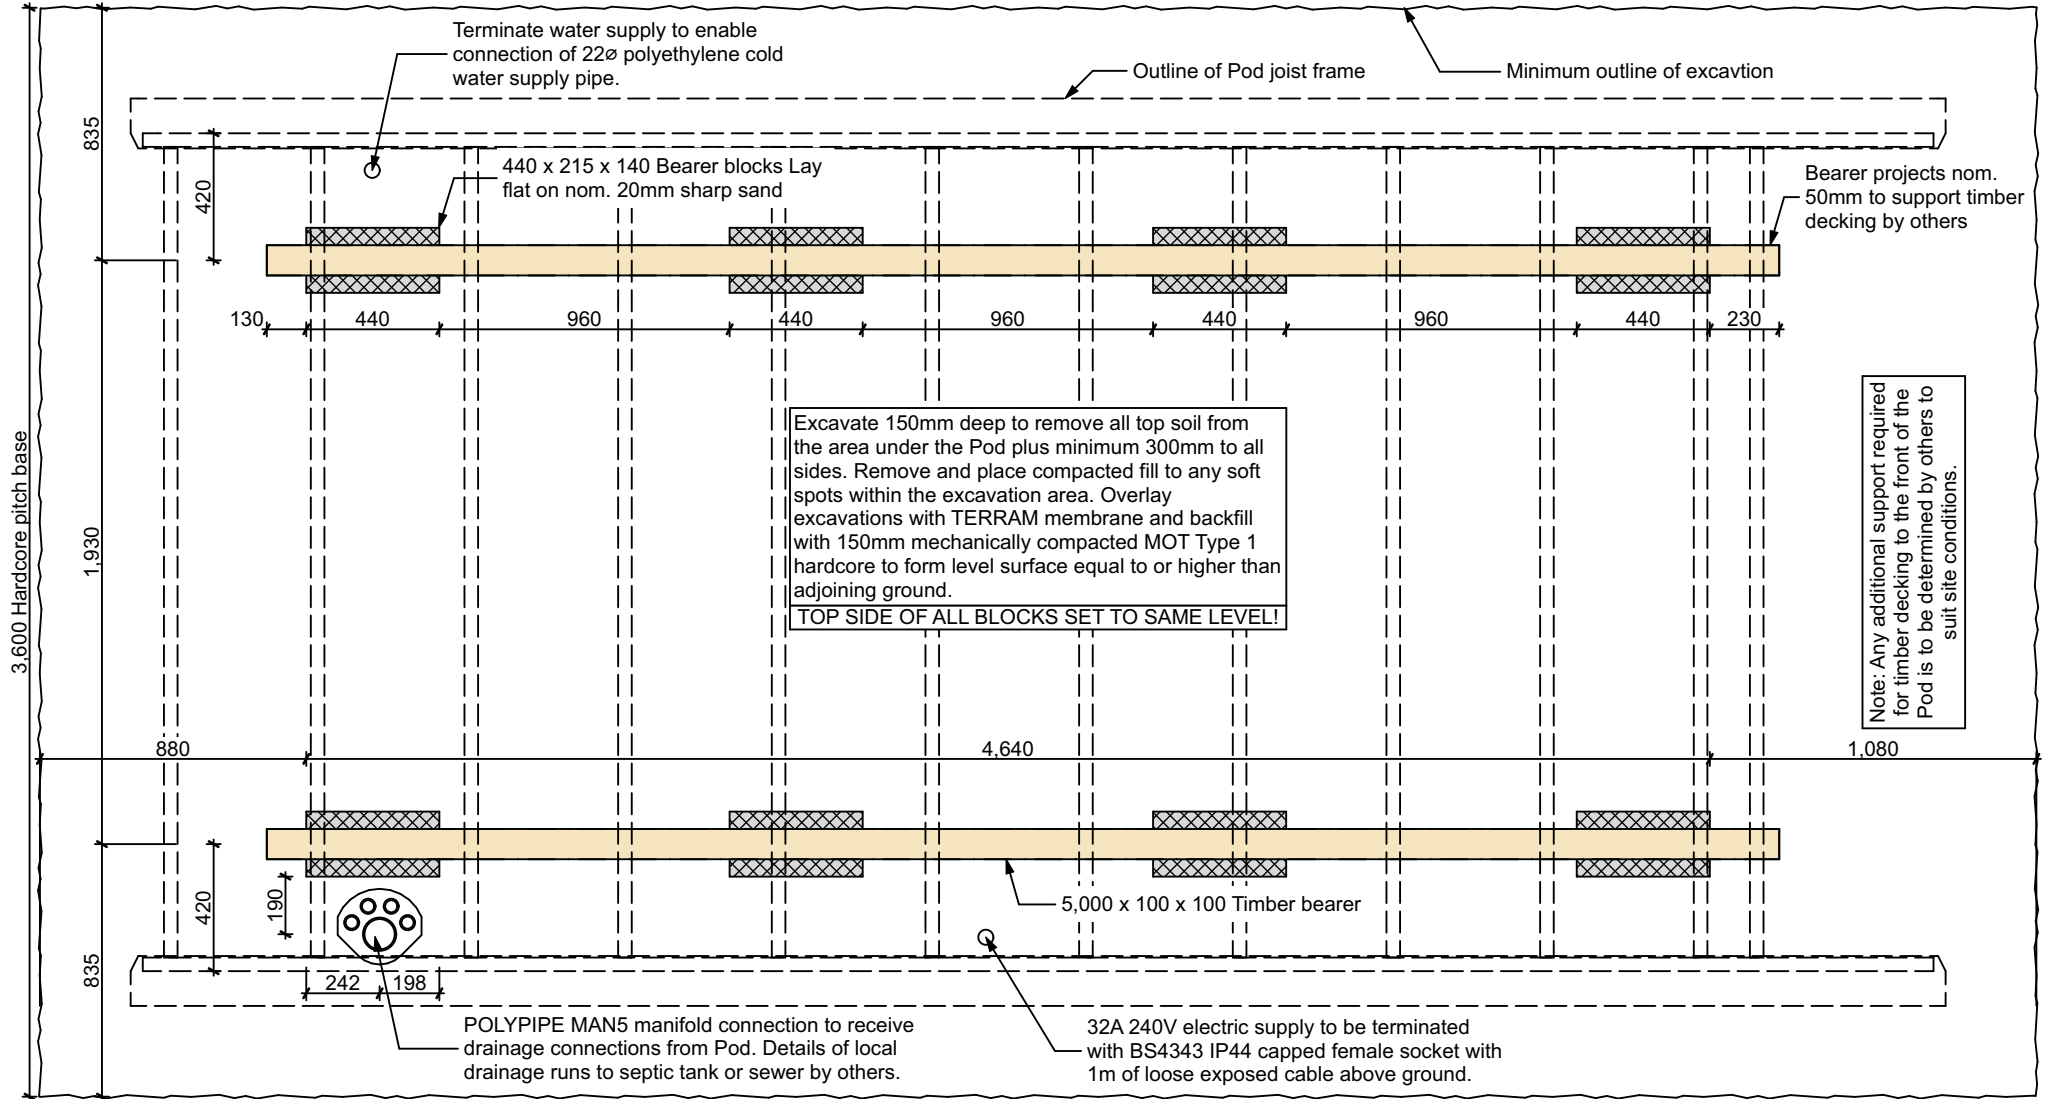 Terminate water supply to enable
connection of 22ø polyethylene cold
water supply pipe.
Outline of Pod joist frame
Minimum outline of excavtion
835
420
440 x 215 x 140 Bearer blocks Lay
flat on nom. 20mm sharp sand
Bearer projects nom.
50mm to support timber
decking by others
130
440
960
440
960
440
960
440
230
3,600 Hardcore pitch base
1,930
Excavate 150mm deep to remove all top soil from
the area under the Pod plus minimum 300mm to all
sides. Remove and place compacted fill to any soft
spots within the excavation area. Overlay
excavations with TERRAM membrane and backfill
with 150mm mechanically compacted MOT Type 1
hardcore to form level surface equal to or higher than
adjoining ground.
TOP SIDE OF ALL BLOCKS SET TO SAME LEVEL!
Note: Any additional support required
for timber decking to the front of the
Pod is to be determined by others to
suit site conditions.
880
4,640
1,080
420
190
835
242
198
5,000 x 100 x 100 Timber bearer
POLYPIPE MAN5 manifold connection to receive
drainage connections from Pod. Details of local
drainage runs to septic tank or sewer by others.
32A 240V electric supply to be terminated
with BS4343 IP44 capped female socket with
1m of loose exposed cable above ground.